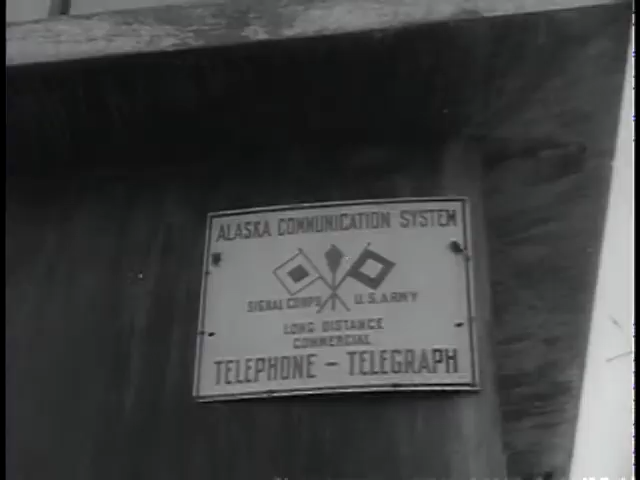 ALASKA COMMUNICATION SYSTEM
SIGNAL CORPS U.S. ARMY
LONG DISTANCE
COMMERCIAL
TELEPHONE - TELEGRAPH